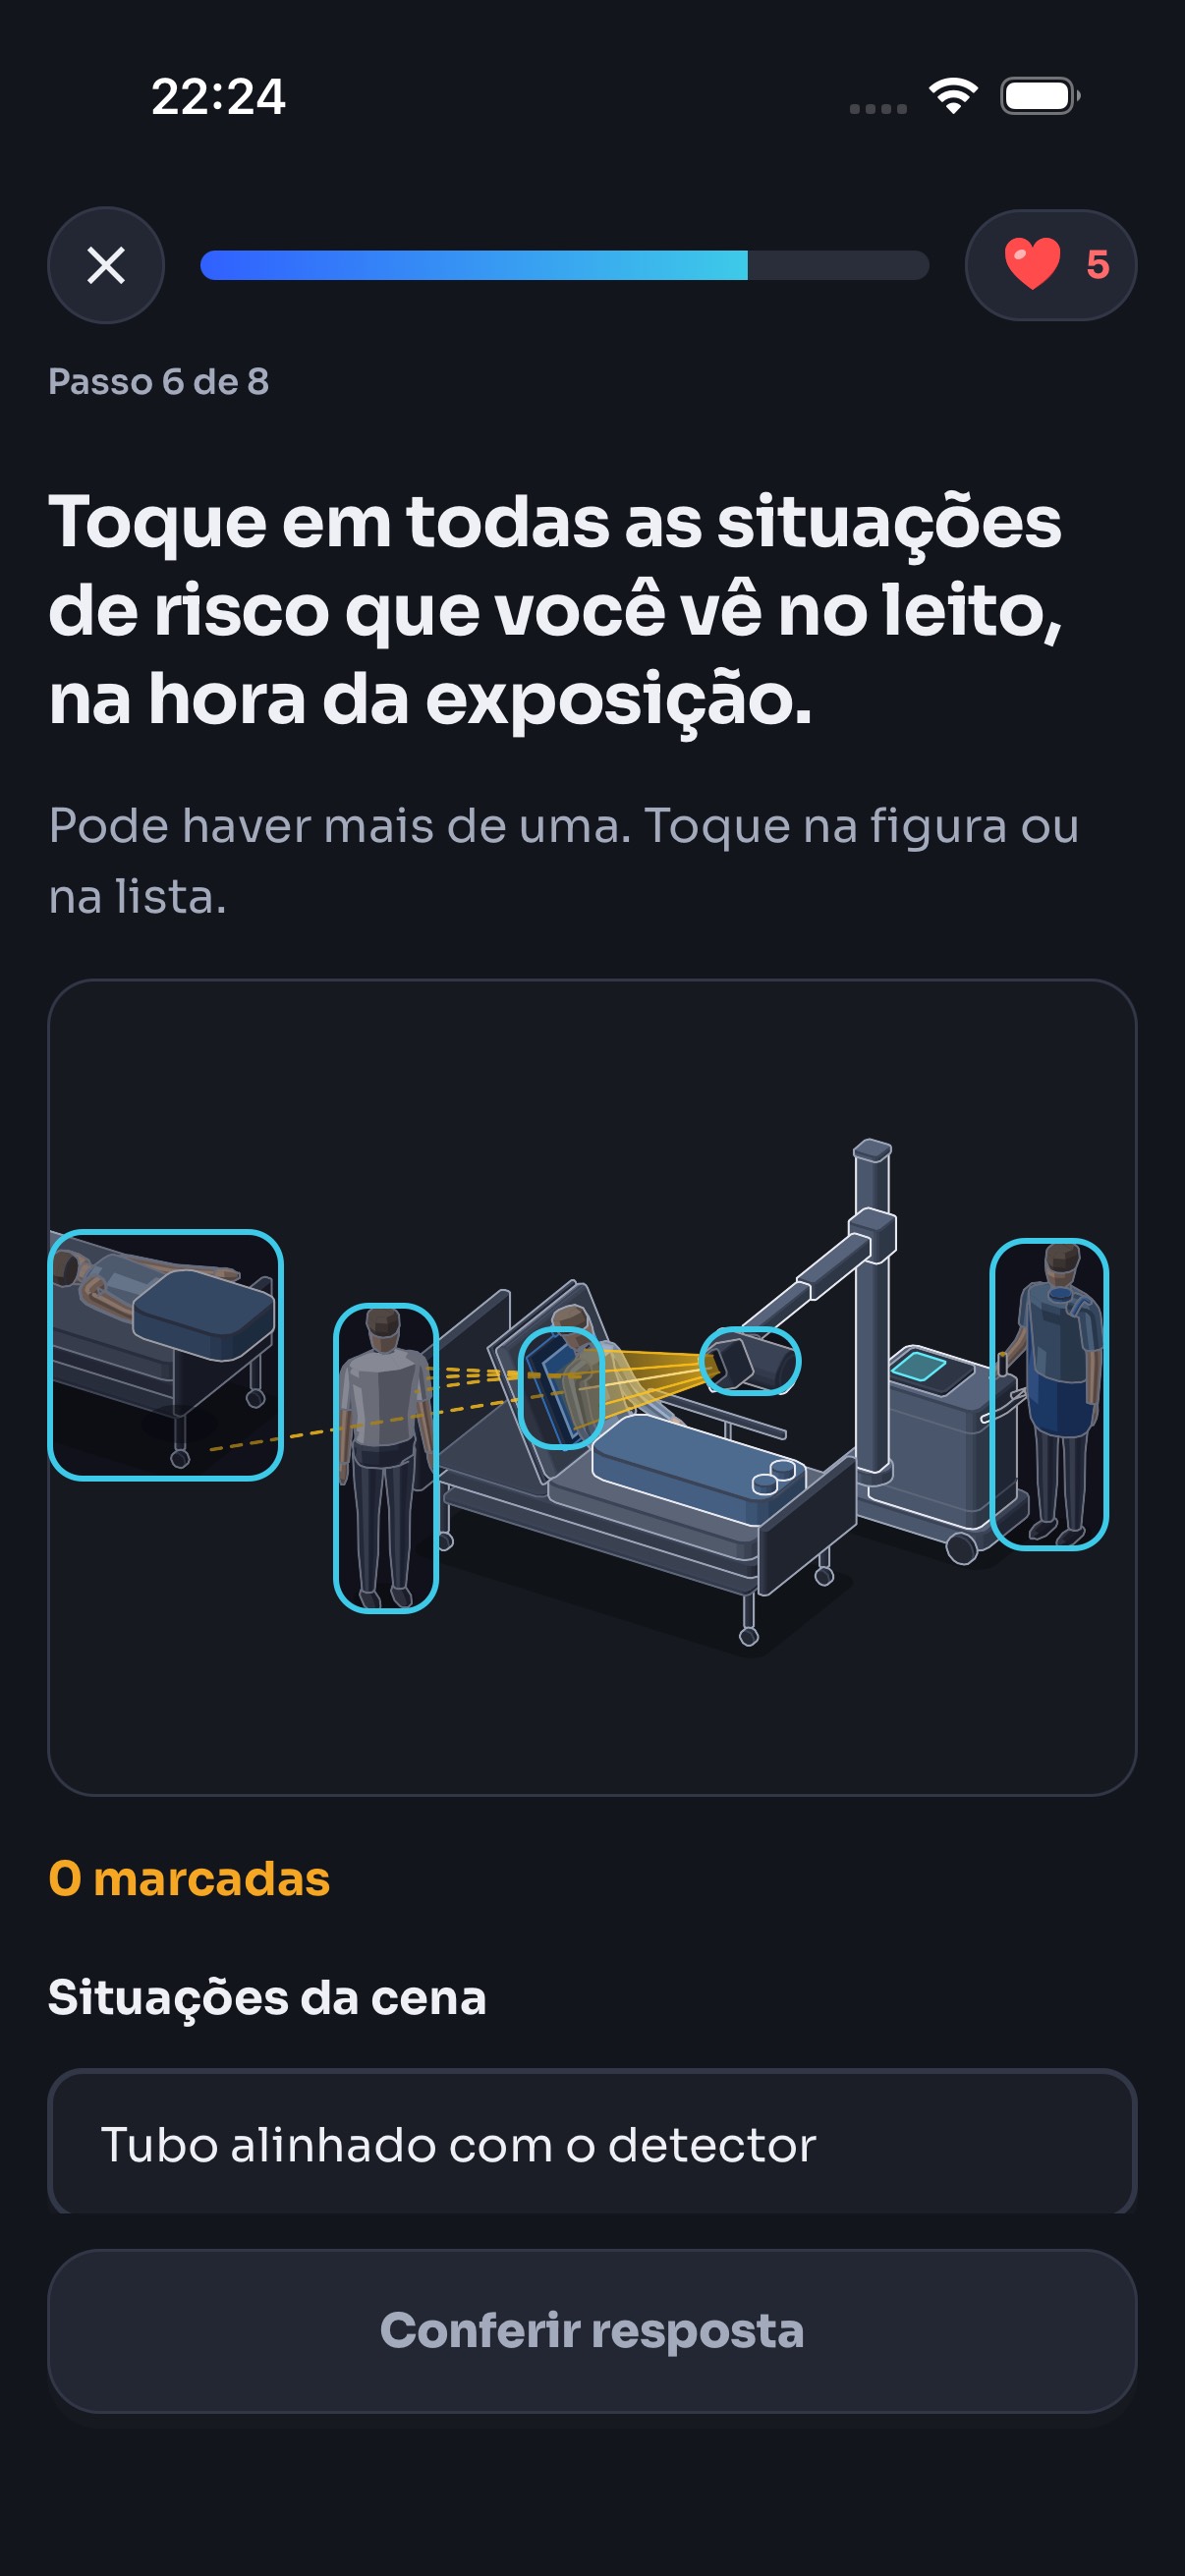 22:24
5
Passo 6 de 8
Toque em todas as situações
de risco que você vê no leito,
na hora da exposição.
Pode haver mais de uma. Toque na figura ou
na lista.
0 marcadas
Situações da cena
Tubo alinhado com o detector
Conferir resposta